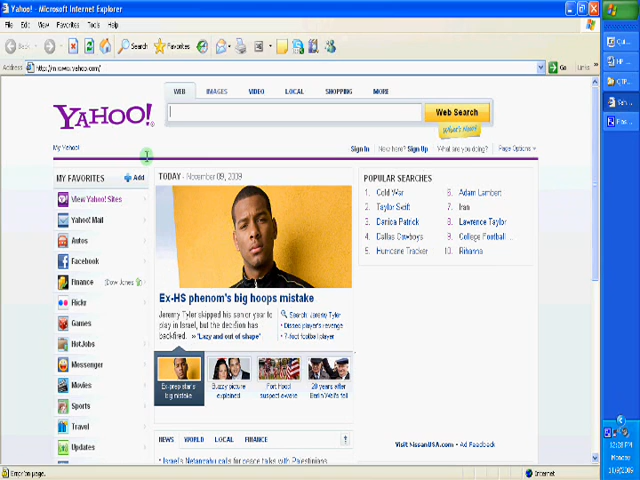 Yahoo! - Microsoft Internet Explorer
File Edit View Favorites Tools Help
Back Search Favorites
Address Go Links
WEB IMAGES VIDEO LOCAL SHOPPING MORE
YAHOO!
Web Search
What's New?
My Yahoo! Sign In New here? Sign Up What are you doing? Page Options
MY FAVORITES Add
View Yahoo! Sites
Yahoo! Mail
Autos
Facebook
Finance (Dow Jones
Flickr
Games
HotJobs
Messenger
Movies
Sports
Travel
Updates
TODAY - November 09, 2009
Ex-HS phenom's big hoops mistake
Jeremy Tyler skipped his senior year to
play in Israel, but the decision has
backfired. » "Lazy and out of shape"
Search: Jeremy Tyler
• Dissed player's revenge
• 7-foot football player
Ex-prep star's
big mistake
Buzzy picture
explained
Fort Hood
suspect awake
20 years after
Berlin Wall's fall
NEWS WORLD LOCAL FINANCE
• Israel's Netanyahu calls for peace talks with Palestinians
POPULAR SEARCHES
1. Cold War
2. Taylor Swift
3. Danica Patrick
4. Dallas Cowboys
5. Hurricane Tracker
6. Adam Lambert
7. Iran
8. Lawrence Taylor
9. College Football ...
10. Rihanna
Visit NissanUSA.com - Ad Feedback
Error on page. Internet
12:28 PM
Monday
11/9/2009